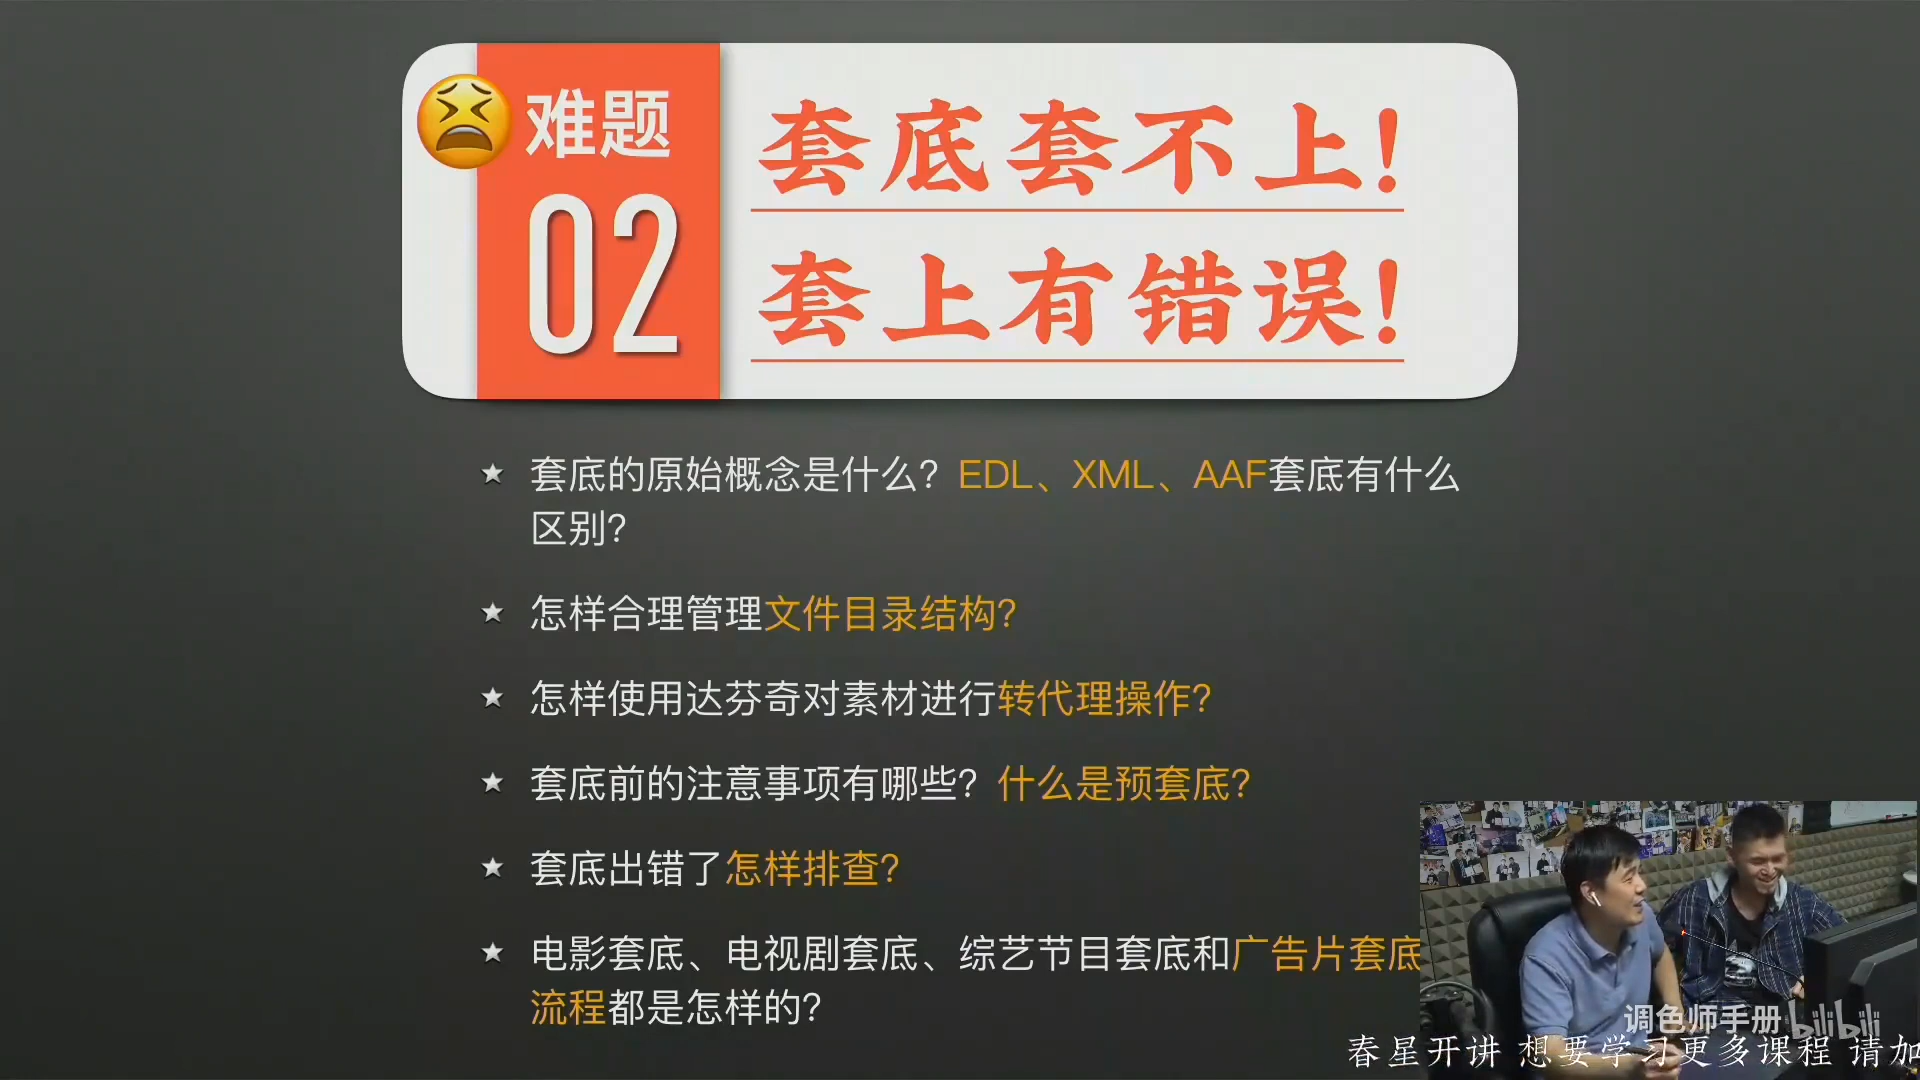 难题
02
套底套不上!
套上有错误!
套底的原始概念是什么？EDL、XML、AAF套底有什么
区别?
怎样合理管理文件目录结构?
怎样使用达芬奇对素材进行转代理操作?
套底前的注意事项有哪些？什么是预套底?
套底出错了怎样排查?
电影套底、电视剧套底、综艺节目套底和广告片套底
流程都是怎样的?
调色师手册 bilibili
春星开讲 想要学习更多课程 请加